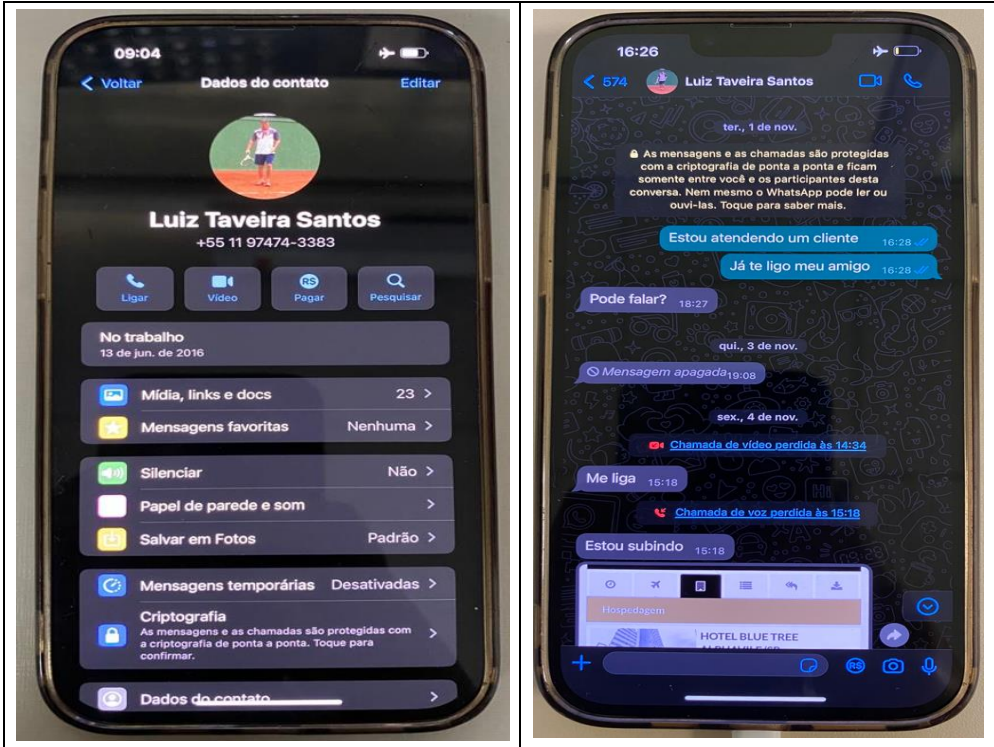 09:04
Voltar Dados do contato Editar
Luiz Taveira Santos
+55 11 97474-3383
Ligar Vídeo Pagar Pesquisar
No trabalho
13 de jun. de 2016
Mídia, links e docs 23
Mensagens favoritas Nenhuma
Silenciar Não
Papel de parede e som
Salvar em Fotos Padrão
Mensagens temporárias Desativadas
Criptografia
As mensagens e as chamadas são protegidas com
a criptografia de ponta a ponta. Toque para
confirmar.
Dados do contato
16:26
574 Luiz Taveira Santos
ter., 1 de nov.
As mensagens e as chamadas são protegidas
com a criptografia de ponta a ponta e ficam
somente entre você e os participantes desta
conversa. Nem mesmo o WhatsApp pode ler ou
ouvi-las. Toque para saber mais.
Estou atendendo um cliente 16:28
Já te ligo meu amigo 16:28
Pode falar? 18:27
qui., 3 de nov.
Mensagem apagada 19:08
sex., 4 de nov.
Chamada de vídeo perdida às 14:34
Me liga 15:18
Chamada de voz perdida às 15:18
Estou subindo 15:18
Hospedagem
HOTEL BLUE TREE